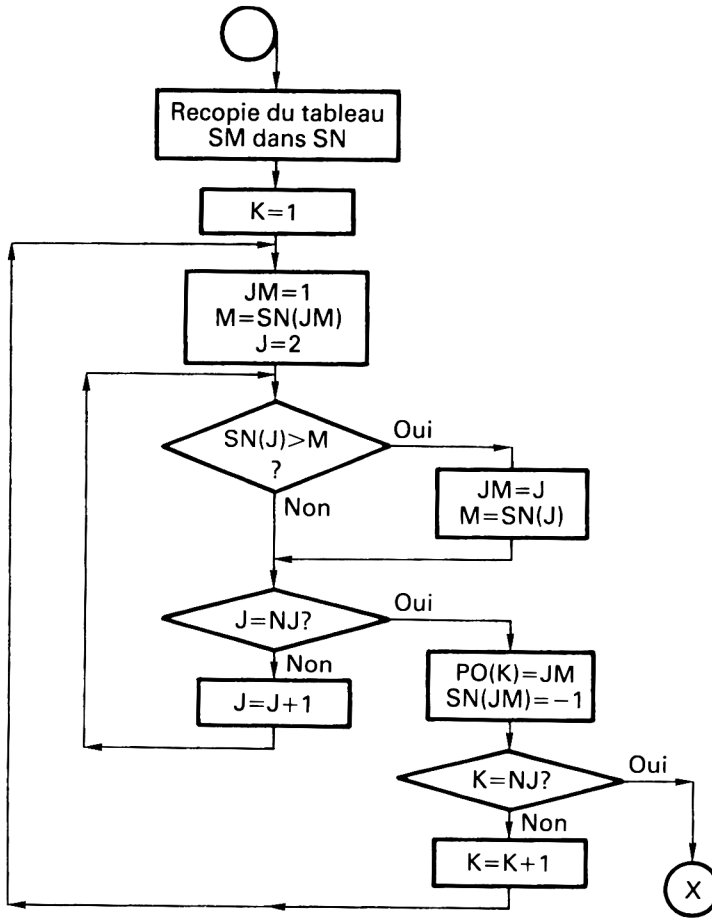 Recopie du tableau
SM dans SN
K=1
JM=1
M=SN(JM)
J=2
SN(J)>M
?
Oui
Non
JM=J
M=SN(J)
J=NJ?
Oui
Non
J=J+1
PO(K)=JM
SN(JM)=-1
K=NJ?
Oui
Non
K=K+1
X